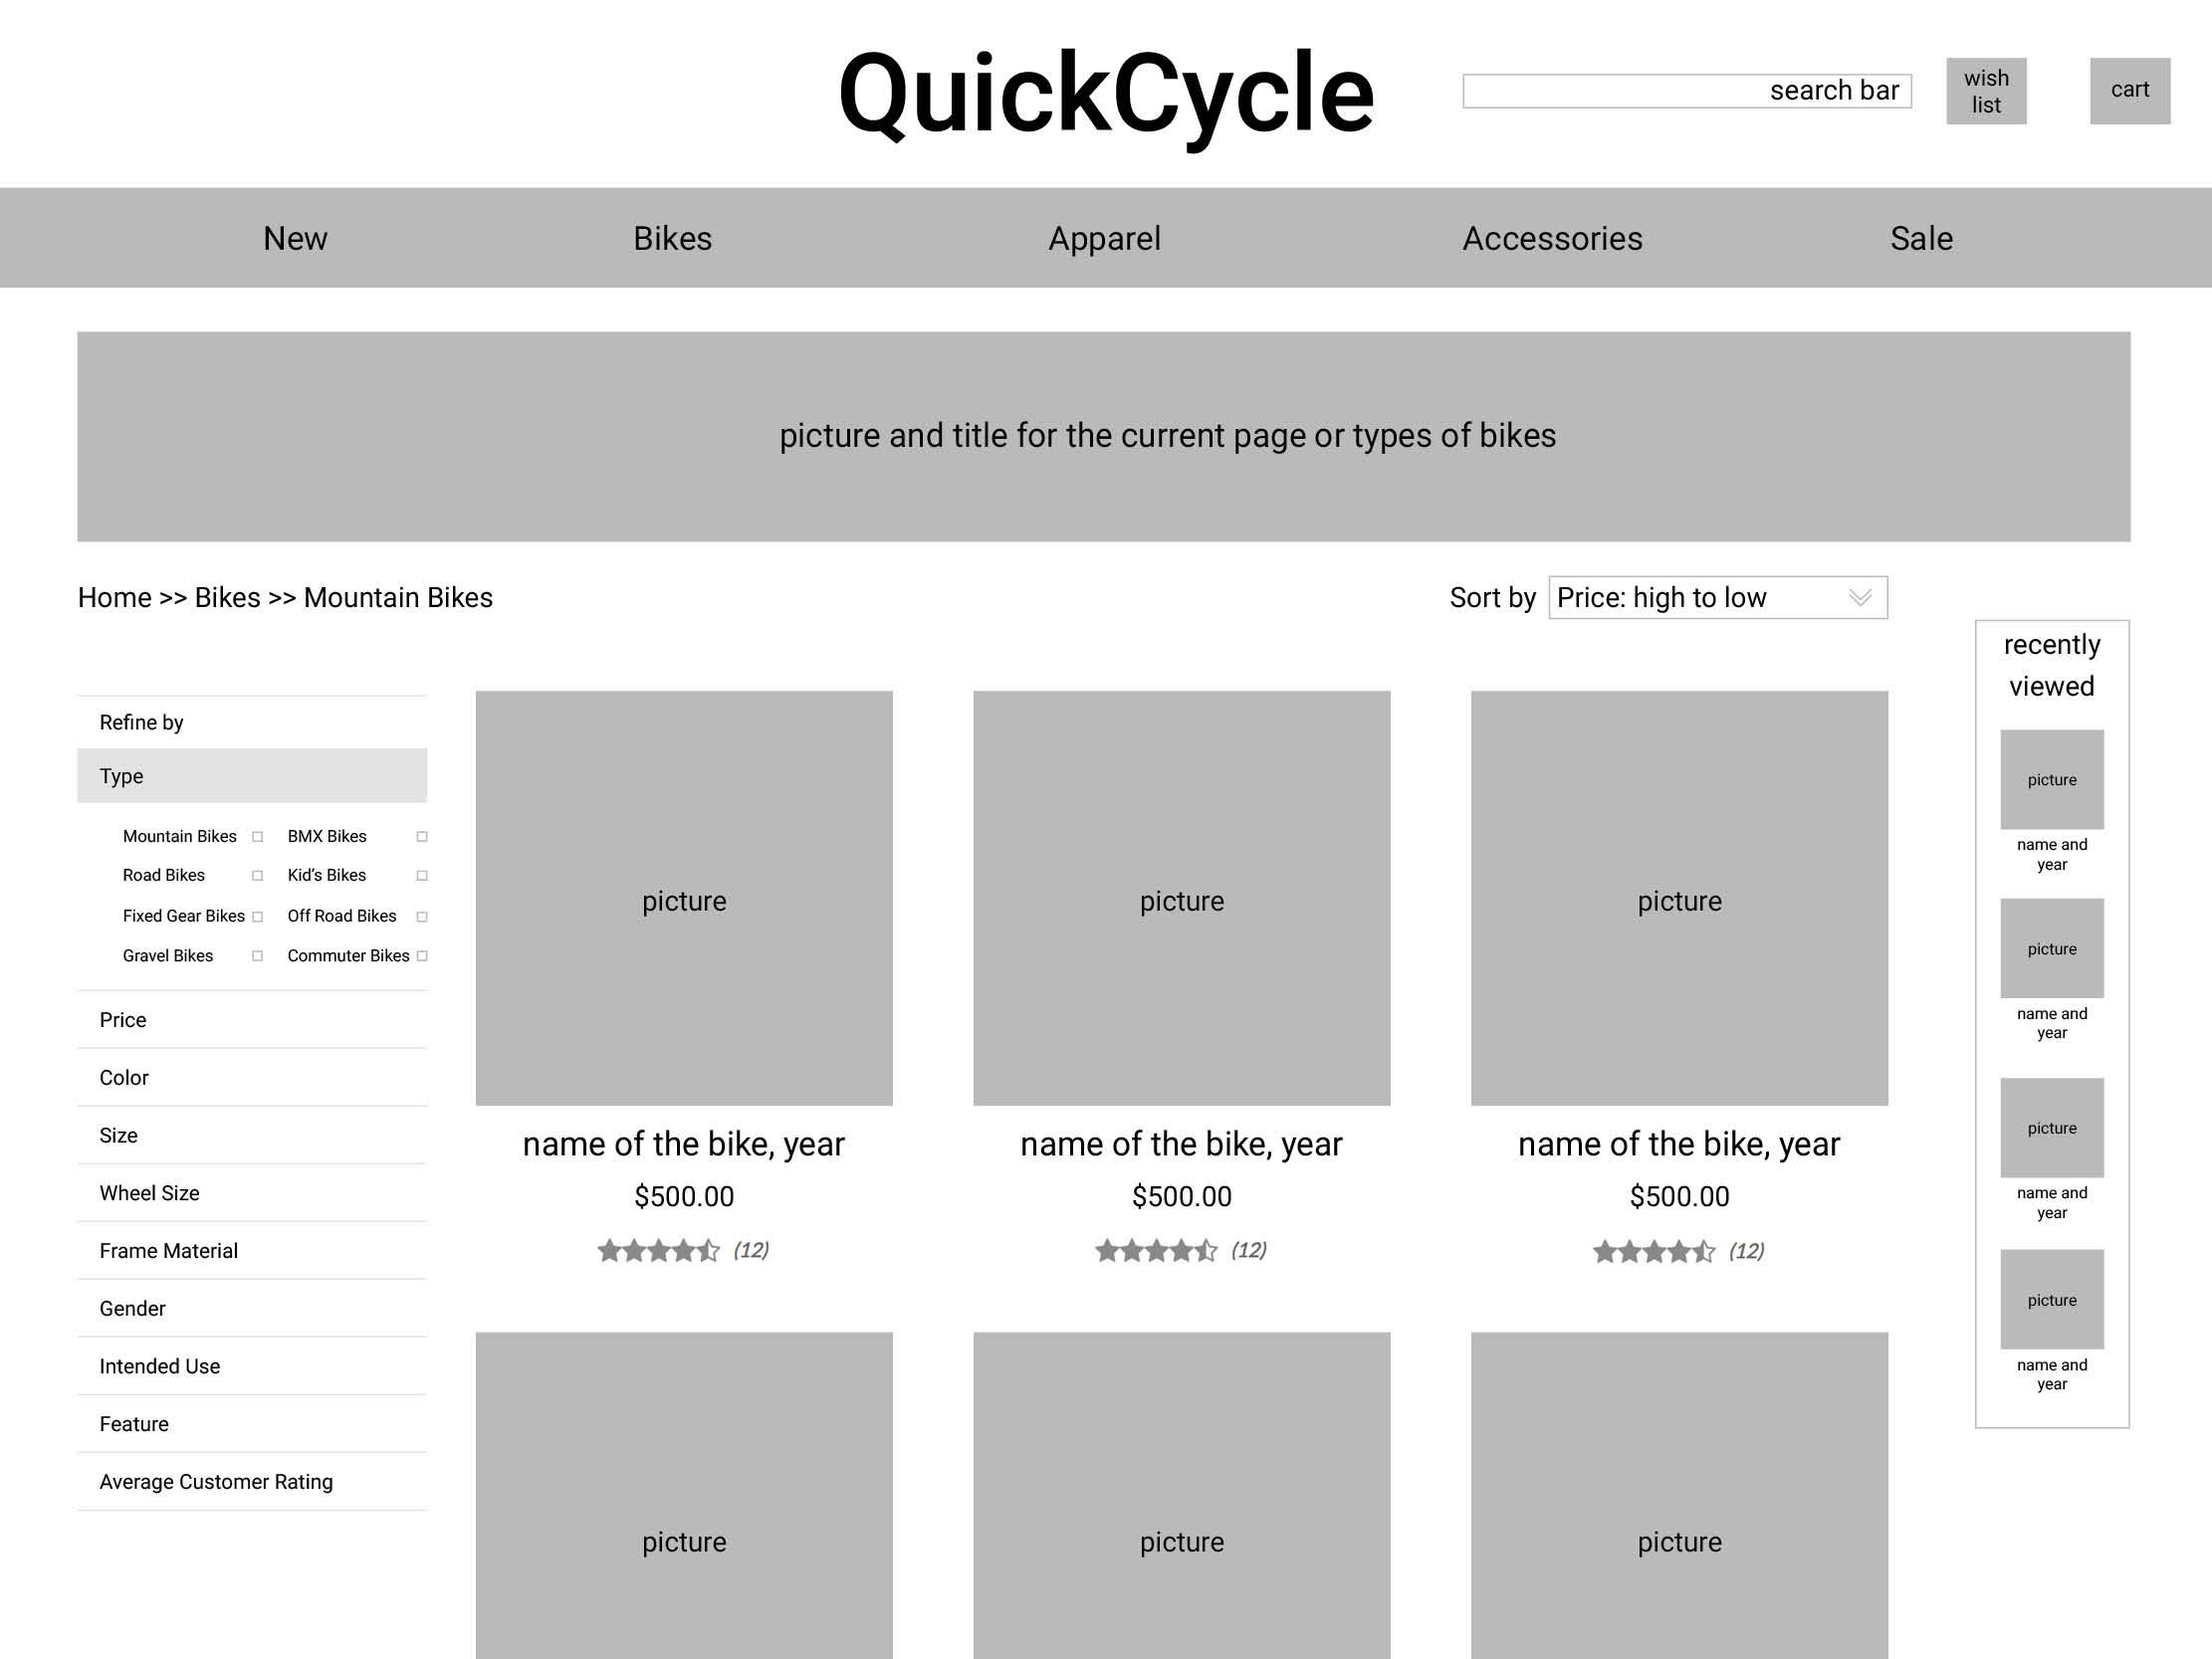 QuickCycle
search bar
wish
list
cart
New
Bikes
Apparel
Accessories
Sale
picture and title for the current page or types of bikes
Home >> Bikes >> Mountain Bikes
Sort by
Price: high to low
Refine by
Type
Mountain Bikes
BMX Bikes
Road Bikes
Kid's Bikes
Fixed Gear Bikes
Off Road Bikes
Gravel Bikes
Commuter Bikes
Price
Color
Size
Wheel Size
Frame Material
Gender
Intended Use
Feature
Average Customer Rating
picture
picture
picture
name of the bike, year
name of the bike, year
name of the bike, year
$500.00
$500.00
$500.00
(12)
(12)
(12)
picture
picture
picture
recently
viewed
picture
name and
year
picture
name and
year
picture
name and
year
picture
name and
year